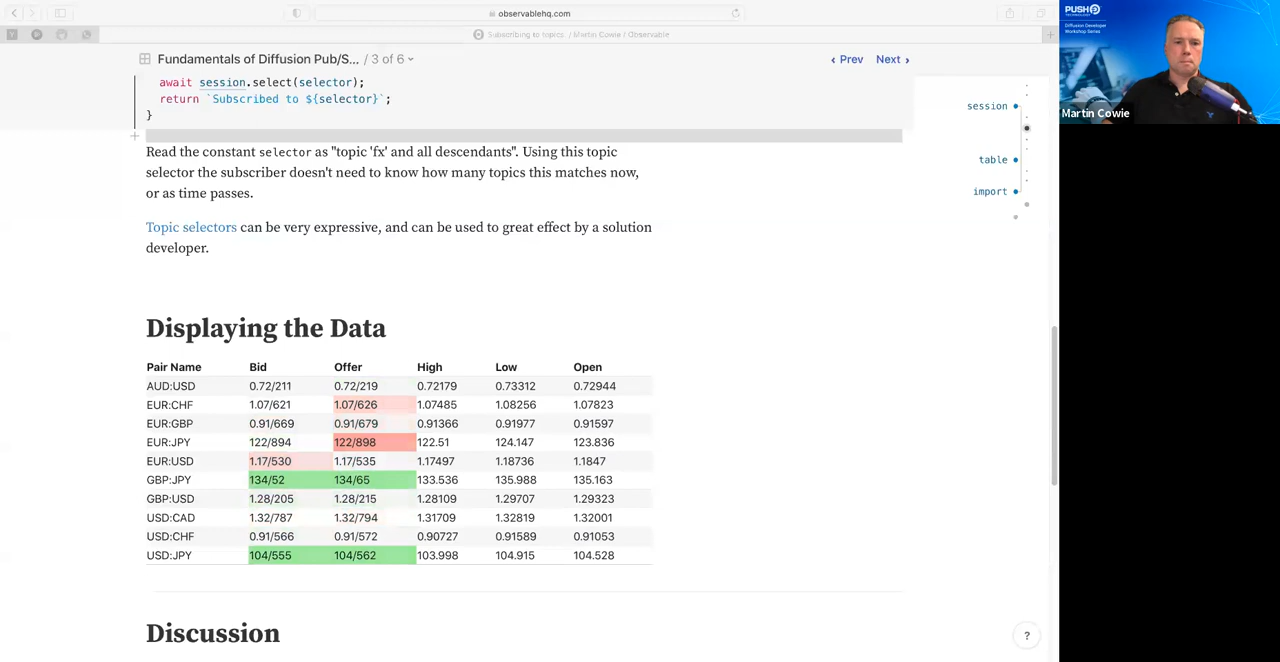 observablehq.com
Subscribing to topics. / Martin Cowie / Observable
Fundamentals of Diffusion Pub/S... / 3 of 6
‹ Prev Next ›
await session.select(selector);
return `Subscribed to ${selector}`;
}
session
table
import
Read the constant selector as "topic 'fx' and all descendants". Using this topic
selector the subscriber doesn't need to know how many topics this matches now,
or as time passes.
Topic selectors can be very expressive, and can be used to great effect by a solution
developer.
Displaying the Data
Pair Name Bid Offer High Low Open
AUD:USD 0.72/211 0.72/219 0.72179 0.73312 0.72944
EUR:CHF 1.07/621 1.07/626 1.07485 1.08256 1.07823
EUR:GBP 0.91/669 0.91/679 0.91366 0.91977 0.91597
EUR:JPY 122/894 122/898 122.51 124.147 123.836
EUR:USD 1.17/530 1.17/535 1.17497 1.18736 1.1847
GBP:JPY 134/52 134/65 133.536 135.988 135.163
GBP:USD 1.28/205 1.28/215 1.28109 1.29707 1.29323
USD:CAD 1.32/787 1.32/794 1.31709 1.32819 1.32001
USD:CHF 0.91/566 0.91/572 0.90727 0.91589 0.91053
USD:JPY 104/555 104/562 103.998 104.915 104.528
Discussion
?
PUSH
TECHNOLOGY
Diffusion Developer
Workshop Series
Martin Cowie